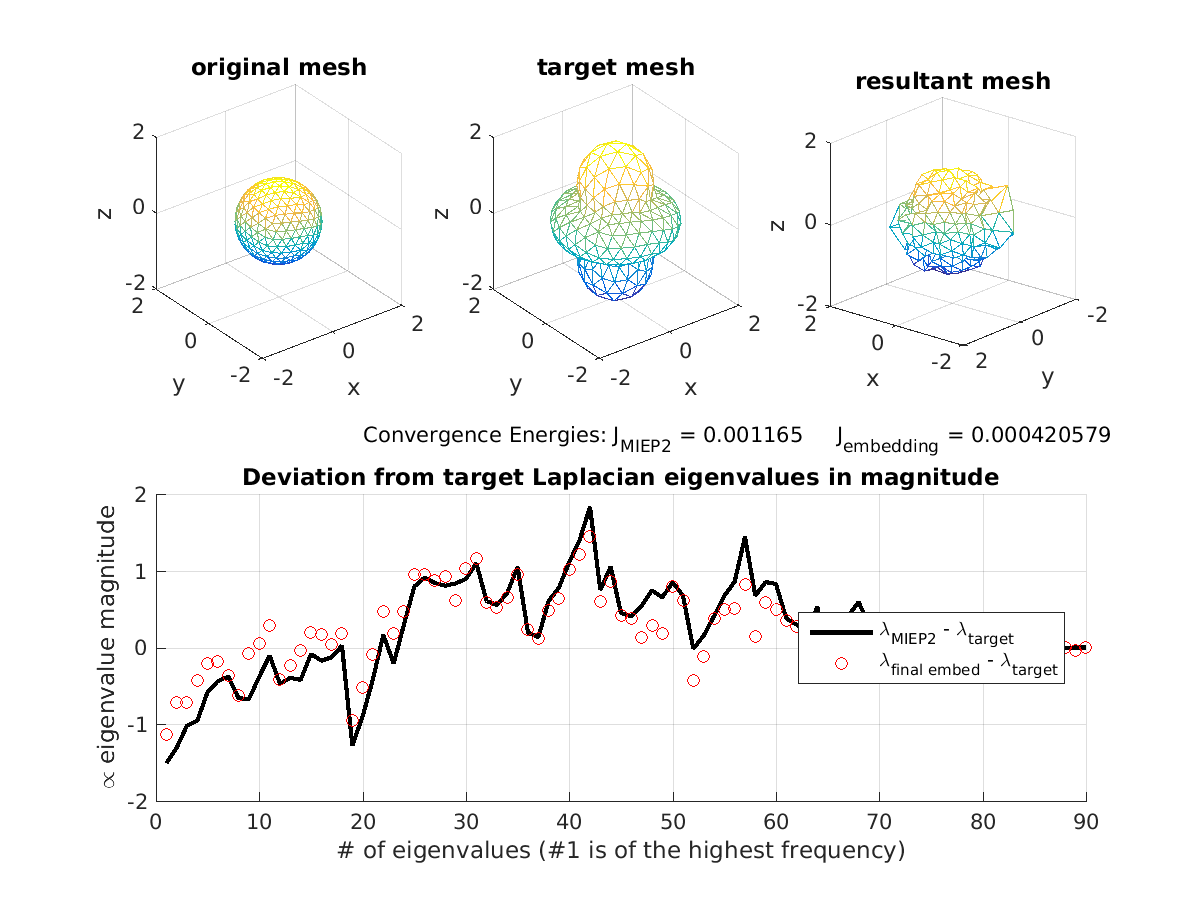 original mesh
target mesh
resultant mesh
2
0
-2
z
2
0
-2
y
-2
0
2
x
2
0
-2
z
2
0
-2
y
-2
0
2
x
2
0
-2
z
2
0
-2
x
2
0
-2
y
Convergence Energies: J_MIEP2 = 0.001165 J_embedding = 0.000420579
Deviation from target Laplacian eigenvalues in magnitude
2
1
0
-1
-2
∝ eigenvalue magnitude
λ_MIEP2 - λ_target
λ_final embed - λ_target
0 10 20 30 40 50 60 70 80 90
# of eigenvalues (#1 is of the highest frequency)